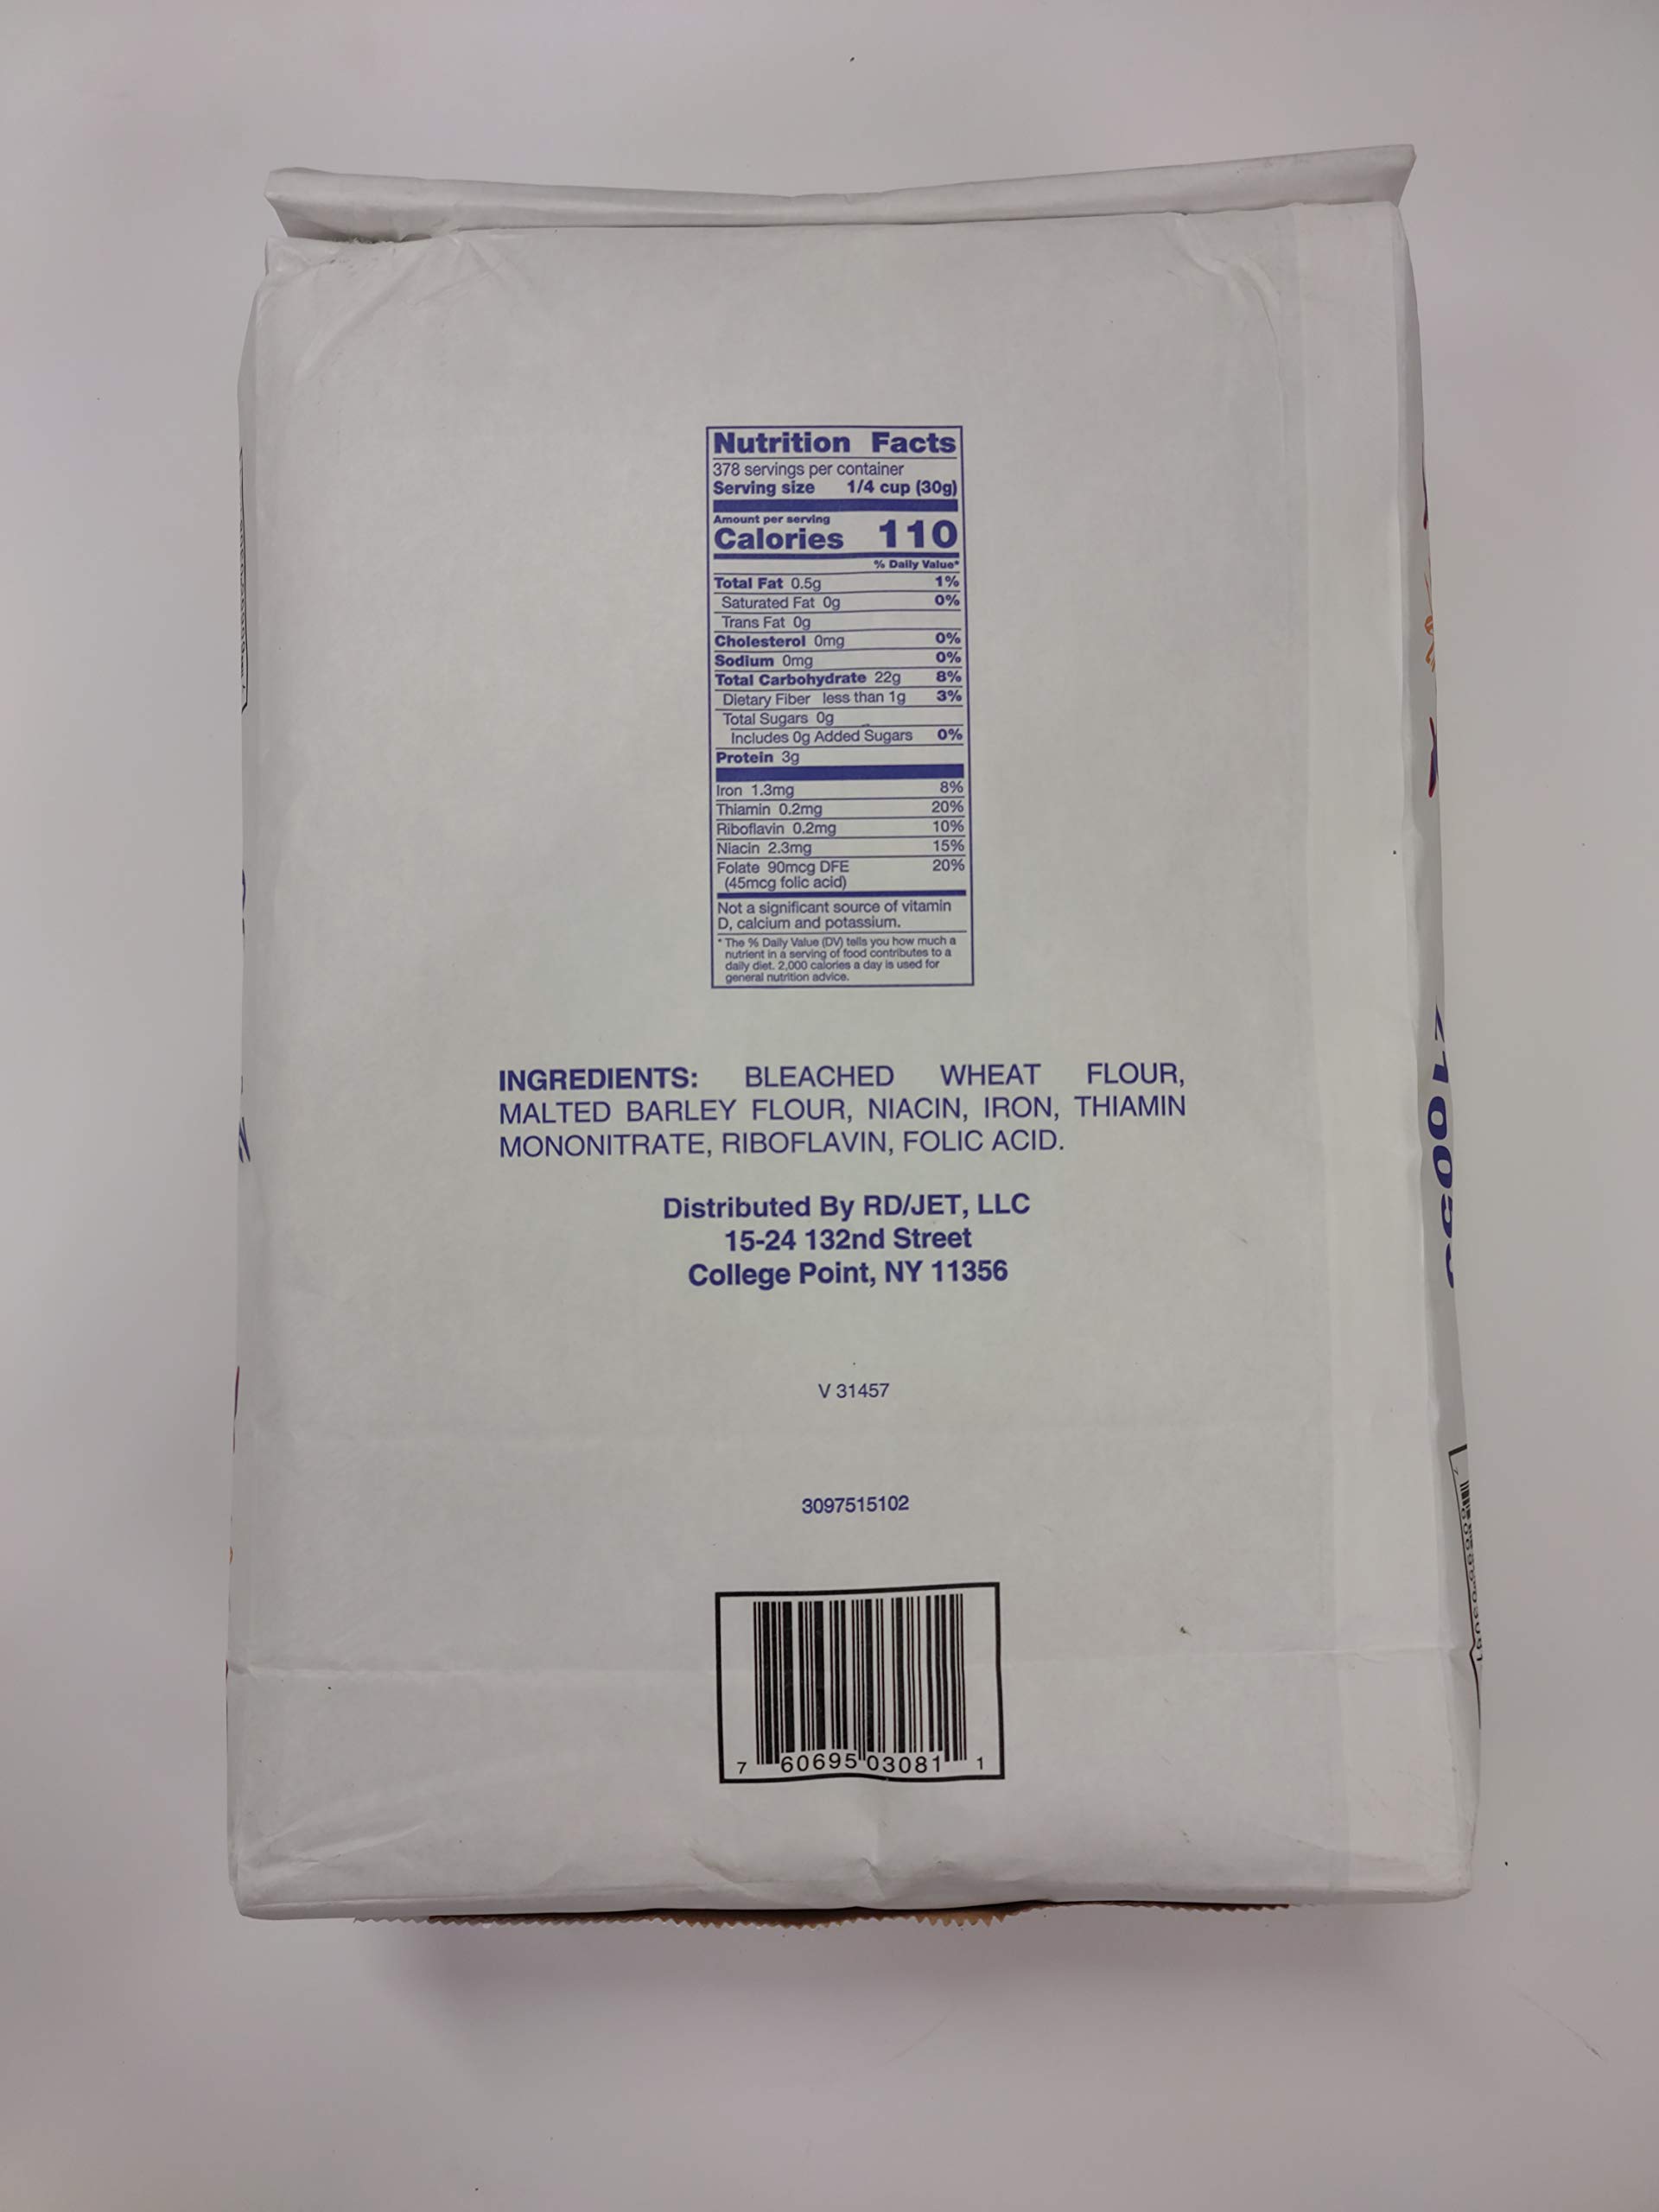 Nutrition Facts
378 servings per container
Serving size 1/4 cup (30g)
Amount per serving
Calories 110
% Daily Value*
Total Fat 0.5g 1%
Saturated Fat 0g 0%
Trans Fat 0g
Cholesterol 0mg 0%
Sodium 0mg 0%
Total Carbohydrate 22g 8%
Dietary Fiber less than 1g 3%
Total Sugars 0g
Includes 0g Added Sugars 0%
Protein 3g
Iron 1.3mg 8%
Thiamin 0.2mg 20%
Riboflavin 0.2mg 10%
Niacin 2.3mg 15%
Folate 90mcg DFE 20%
(45mcg folic acid)
Not a significant source of vitamin
D, calcium and potassium.
* The % Daily Value (DV) tells you how much a
nutrient in a serving of food contributes to a
daily diet. 2,000 calories a day is used for
general nutrition advice.
INGREDIENTS: BLEACHED WHEAT FLOUR,
MALTED BARLEY FLOUR, NIACIN, IRON, THIAMIN
MONONITRATE, RIBOFLAVIN, FOLIC ACID.
Distributed By RD/JET, LLC
15-24 132nd Street
College Point, NY 11356
V 31457
3097515102
7 60695 03081 1